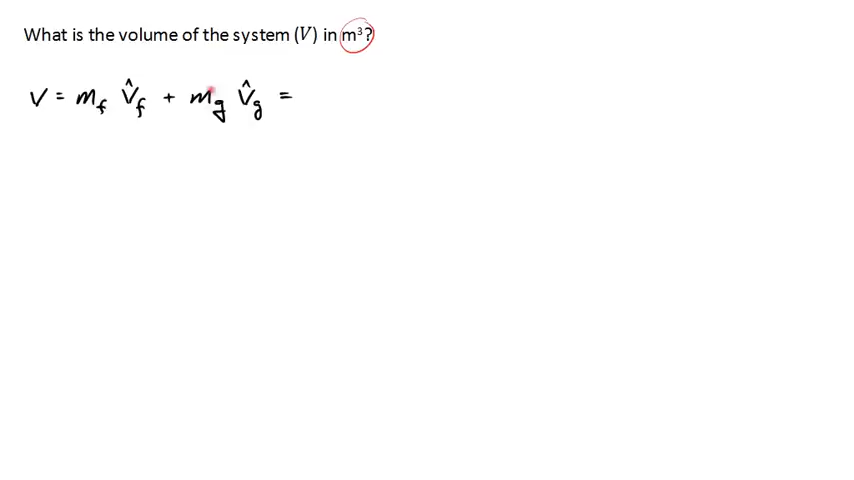 What is the volume of the system (V) in m³?
V = m_f V̂_f + m_g V̂_g =